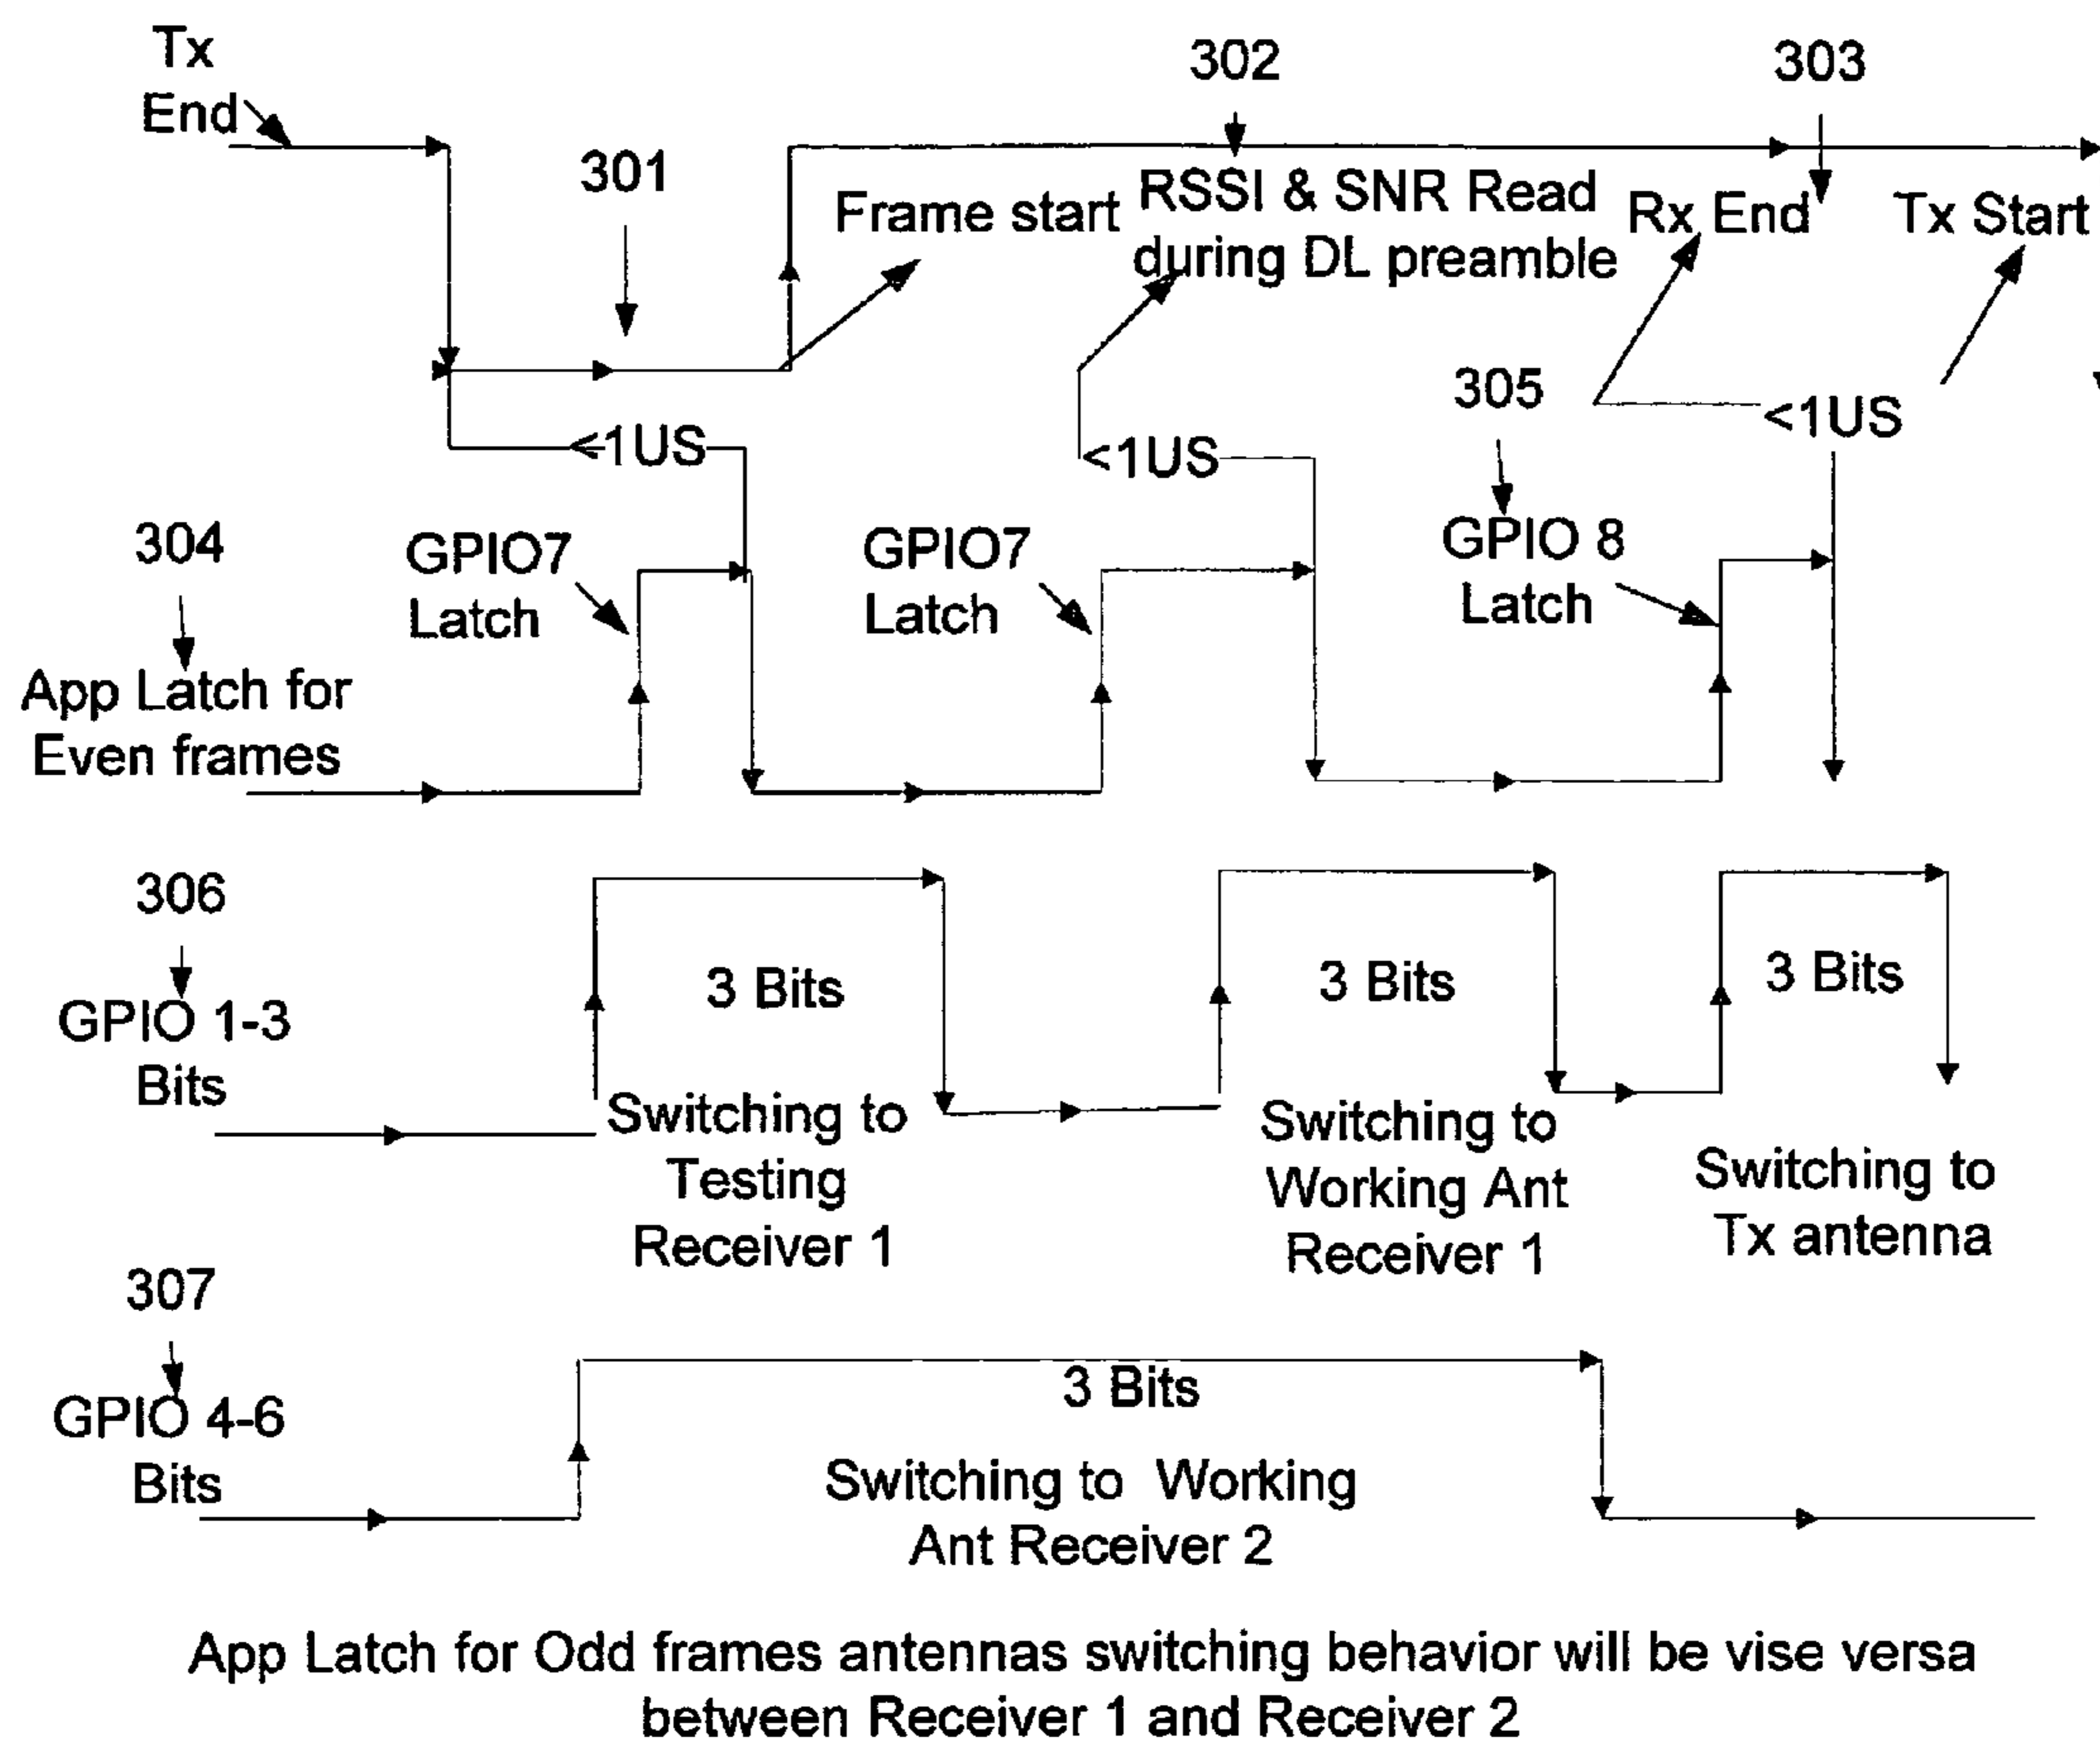 Tx
End
302
303
301
Frame start
RSSI & SNR Read
during DL preamble
Rx End
Tx Start
305
<1US
<1US
<1US
304
GPIO7
Latch
GPIO7
Latch
GPIO 8
Latch
App Latch for
Even frames
306
GPIO 1-3
Bits
3 Bits
3 Bits
3 Bits
Switching to
Testing
Receiver 1
Switching to
Working Ant
Receiver 1
Switching to
Tx antenna
307
GPIO 4-6
Bits
3 Bits
Switching to Working
Ant Receiver 2
App Latch for Odd frames antennas switching behavior will be vise versa
between Receiver 1 and Receiver 2